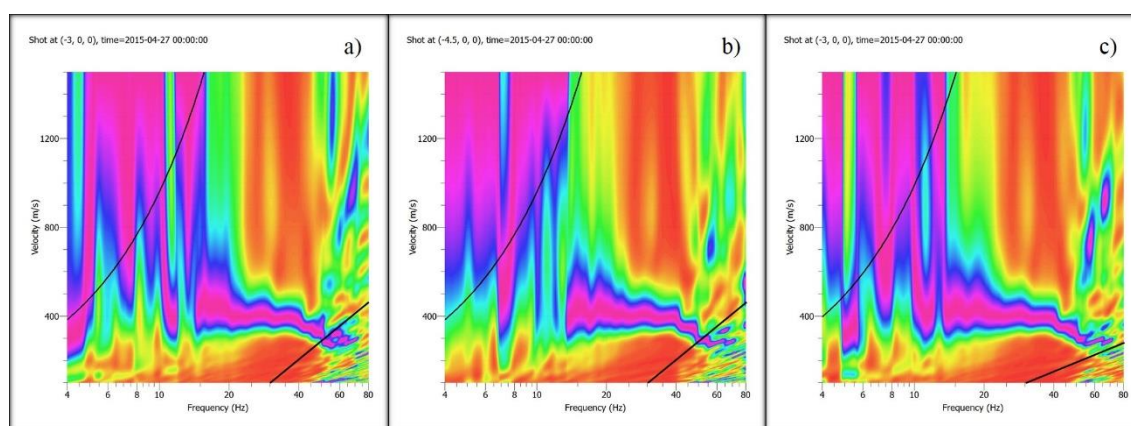 Shot at (-3, 0, 0), time=2015-04-27 00:00:00
a)
1200
800
400
Velocity (m/s)
4 6 8 10 20 40 60 80
Frequency (Hz)
Shot at (-4.5, 0, 0), time=2015-04-27 00:00:00
b)
1200
800
400
Velocity (m/s)
4 6 8 10 20 40 60 80
Frequency (Hz)
Shot at (-3, 0, 0), time=2015-04-27 00:00:00
c)
1200
800
400
Velocity (m/s)
4 6 8 10 20 40 60 80
Frequency (Hz)